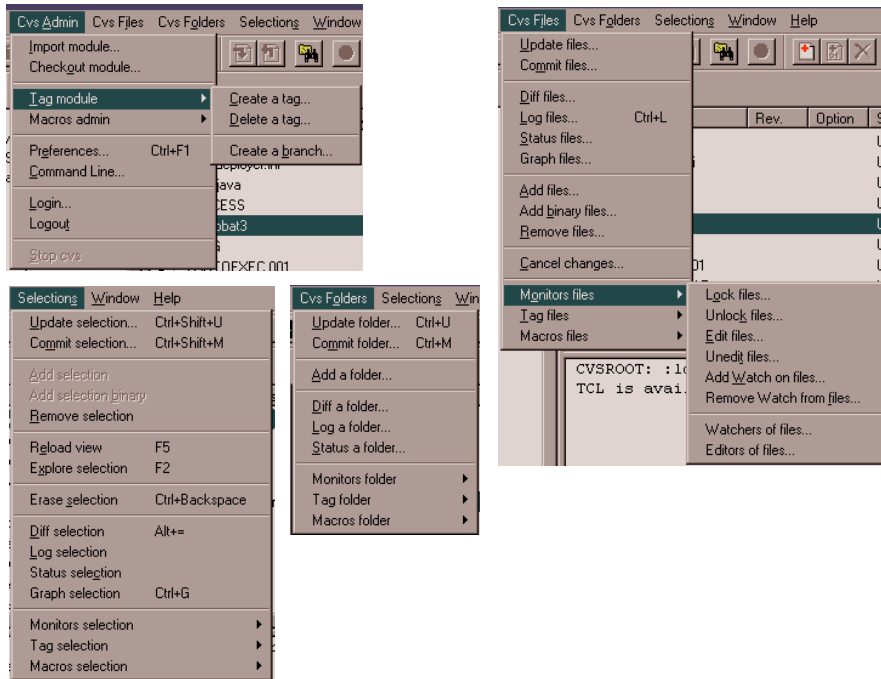 Cvs Admin Cvs Files Cvs Folders Selections Window
Import module...
Checkout module...
Tag module
Macros admin
Preferences... Ctrl+F1
Command Line...
Login...
Logout
Stop cvs
Create a tag...
Delete a tag...
Create a branch...
java
CESS
obat3
Cvs Files Cvs Folders Selections Window Help
Update files...
Commit files...
Diff files...
Log files... Ctrl+L
Status files...
Graph files...
Add files...
Add binary files...
Remove files...
Cancel changes...
Monitors files
Tag files
Macros files
Rev. Option S
01
Lock files...
Unlock files...
Edit files...
Unedit files...
Add Watch on files...
Remove Watch from files...
Watchers of files...
Editors of files...
CVSROOT: :lo
TCL is avai
Selections Window Help
Update selection... Ctrl+Shift+U
Commit selection... Ctrl+Shift+M
Add selection
Add selection binary
Remove selection
Reload view F5
Explore selection F2
Erase selection Ctrl+Backspace
Diff selection Alt+=
Log selection
Status selection
Graph selection Ctrl+G
Monitors selection
Tag selection
Macros selection
Cvs Folders Selections Win
Update folder... Ctrl+U
Commit folder... Ctrl+M
Add a folder...
Diff a folder...
Log a folder...
Status a folder...
Monitors folder
Tag folder
Macros folder